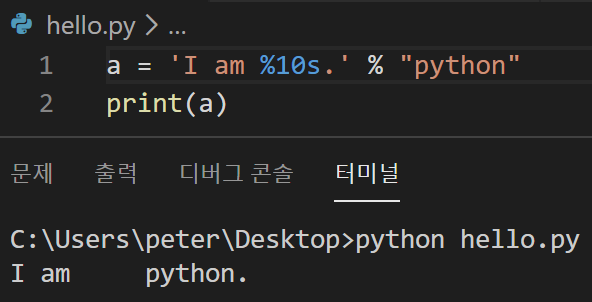 hello.py > ...
1 a = 'I am %10s.' % "python"
2 print(a)
문제 출력 디버그 콘솔 터미널
C:\Users\peter\Desktop>python hello.py
I am     python.